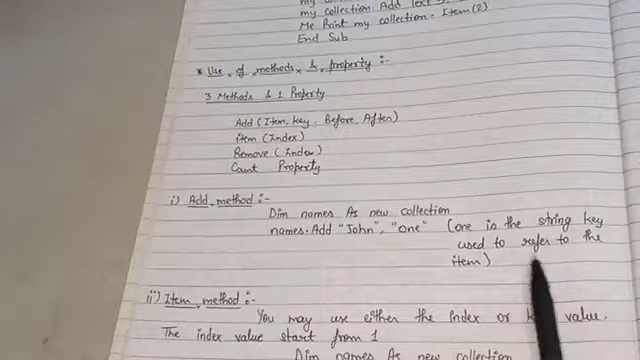 my collection. Add
Me Print my collection. Item(2)
End Sub
* Use of methods & property :-
3 Methods & 1 Property
Add (Item, key, Before, After)
item (Index)
Remove (Index)
Count Property
i) Add method :-
Dim names As new collection
names. Add "John", "one" (one is the string key
used to refer to the
item)
ii) Item method :-
You may use either the Index or value.
The index value start from 1
Dim names As new collection